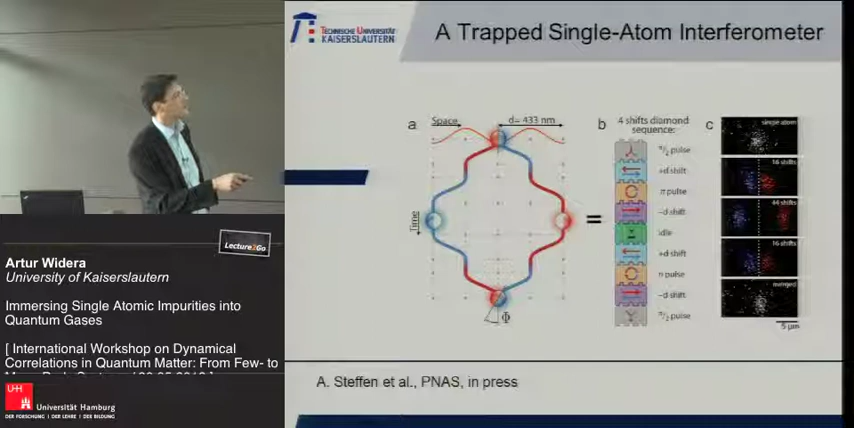 TECHNISCHE UNIVERSITÄT
KAISERSLAUTERN
A Trapped Single-Atom Interferometer
a
Space
d= 433 nm
Time
Φ
=
b
4 shifts diamond
sequence:
π/2 pulse
+d shift
π pulse
-d shift
idle
+d shift
π pulse
-d shift
π/2 pulse
c
single atom
16 shifts
44 shifts
16 shifts
merged
5 µm
A. Steffen et al., PNAS, in press
Lecture2Go
Artur Widera
University of Kaiserslautern
Immersing Single Atomic Impurities into
Quantum Gases
[ International Workshop on Dynamical
Correlations in Quantum Matter: From Few- to
UH
Universität Hamburg
DER FORSCHUNG | DER LEHRE | DER BILDUNG